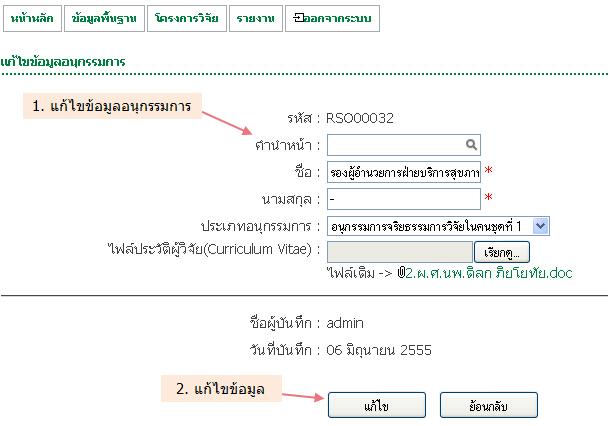 หน้าหลัก ข้อมูลพื้นฐาน โครงการวิจัย รายงาน ออกจากระบบ
แก้ไขข้อมูลอนุกรรมการ
1. แก้ไขข้อมูลอนุกรรมการ
รหัส : RSO00032
คำนำหน้า :
ชื่อ : รองผู้อำนวยการฝ่ายบริการสุขภาพ *
นามสกุล : - *
ประเภทอนุกรรมการ : อนุกรรมการจริยธรรมการวิจัยในคนชุดที่ 1
ไฟล์ประวัติผู้วิจัย(Curriculum Vitae) : เรียกดู...
ไฟล์เดิม -> 2.ผ.ศ.นพ.ดิลก ภิยโยทัย.doc
ชื่อผู้บันทึก : admin
วันที่บันทึก : 06 มิถุนายน 2555
2. แก้ไขข้อมูล
แก้ไข ย้อนกลับ